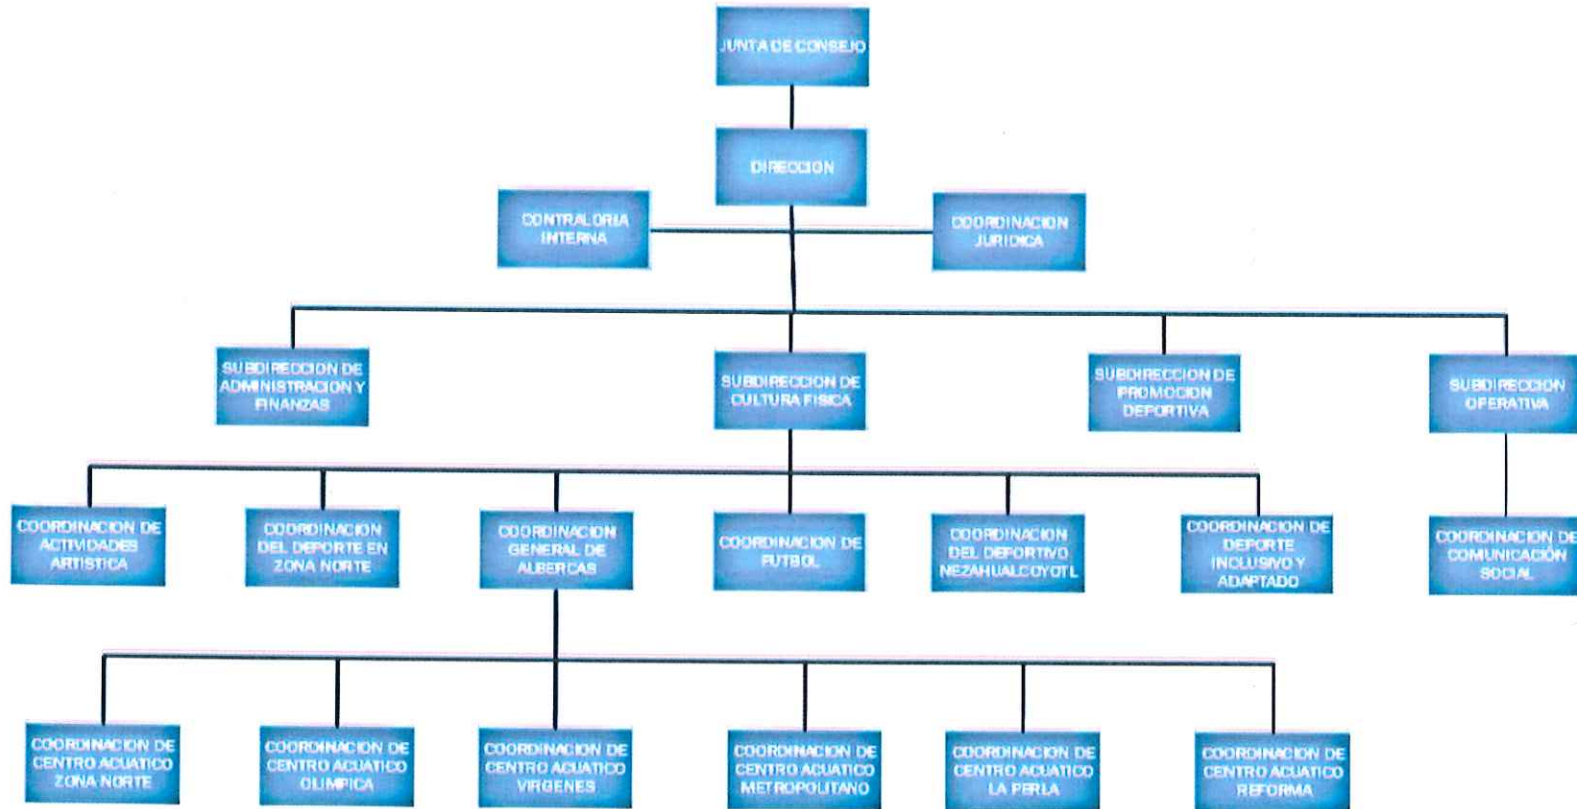 JUNTA DE CONSEJO
DIRECCION
CONTRALORIA
INTERNA
COORDINACION
JURIDICA
SUBDIRECCION DE
ADMINISTRACION Y
FINANZAS
SUBDIRECCION DE
CULTURA FISICA
SUBDIRECCION DE
PROMOCION
DEPORTIVA
SUBDIRECCION
OPERATIVA
COORDINACION DE
ACTIVIDADES
ARTISTICA
COORDINACION
DEL DEPORTE EN
ZONA NORTE
COORDINACION
GENERAL DE
ALBERCAS
COORDINACION DE
FUTBOL
COORDINACION
DEL DEPORTIVO
NEZAHUALCOYOTL
COORDINACION DE
DEPORTE
INCLUSIVO Y
ADAPTADO
COORDINACION DE
COMUNICACIÓN
SOCIAL
COORDINACION DE
CENTRO ACUATICO
ZONA NORTE
COORDINACION DE
CENTRO ACUATICO
OLIMPICA
COORDINACION DE
CENTRO ACUATICO
VIRGENES
COORDINACION DE
CENTRO ACUATICO
METROPOLITANO
COORDINACION DE
CENTRO ACUATICO
LA PERLA
COORDINACION DE
CENTRO ACUATICO
REFORMA